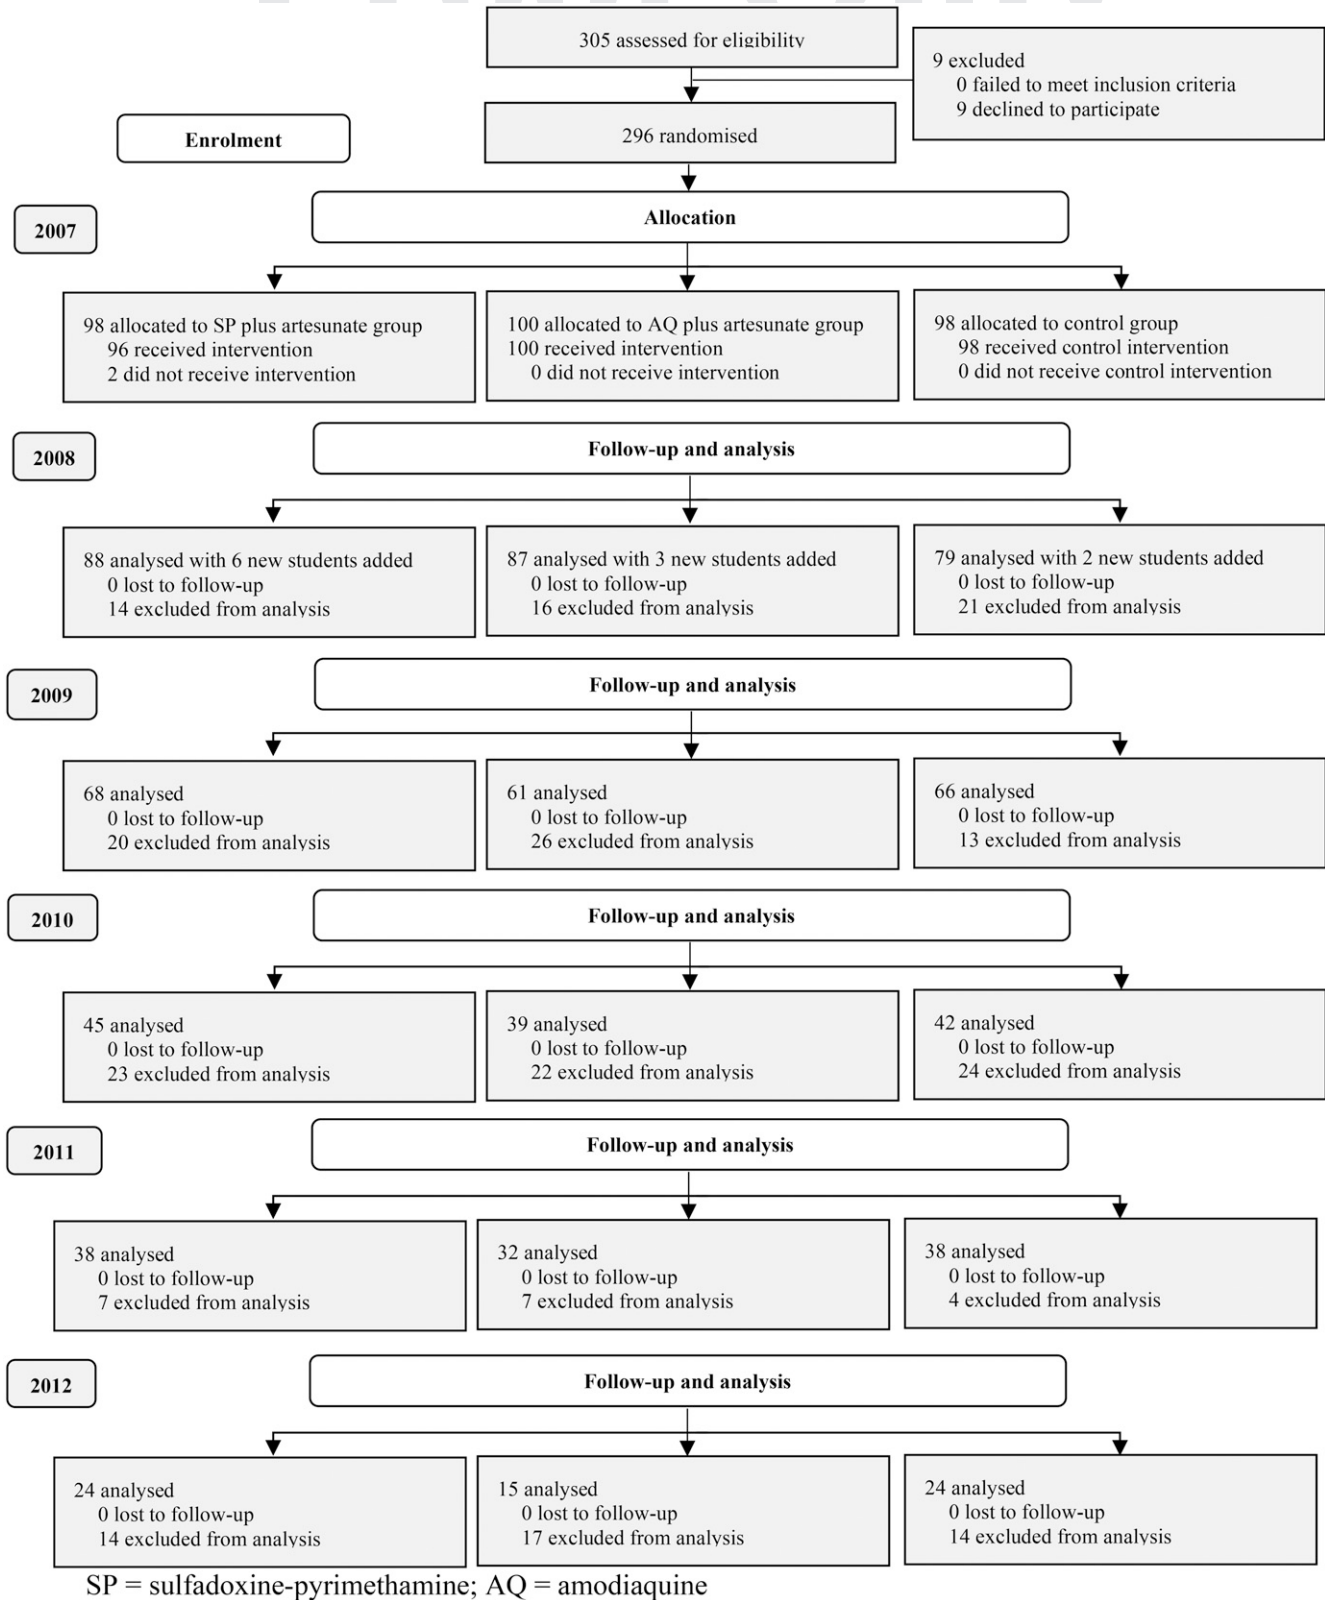 305 assessed for eligibility
9 excluded
0 failed to meet inclusion criteria
9 declined to participate
Enrolment
296 randomised
2007
Allocation
98 allocated to SP plus artesunate group
96 received intervention
2 did not receive intervention
100 allocated to AQ plus artesunate group
100 received intervention
0 did not receive intervention
98 allocated to control group
98 received control intervention
0 did not receive control intervention
2008
Follow-up and analysis
88 analysed with 6 new students added
0 lost to follow-up
14 excluded from analysis
87 analysed with 3 new students added
0 lost to follow-up
16 excluded from analysis
79 analysed with 2 new students added
0 lost to follow-up
21 excluded from analysis
2009
Follow-up and analysis
68 analysed
0 lost to follow-up
20 excluded from analysis
61 analysed
0 lost to follow-up
26 excluded from analysis
66 analysed
0 lost to follow-up
13 excluded from analysis
2010
Follow-up and analysis
45 analysed
0 lost to follow-up
23 excluded from analysis
39 analysed
0 lost to follow-up
22 excluded from analysis
42 analysed
0 lost to follow-up
24 excluded from analysis
2011
Follow-up and analysis
38 analysed
0 lost to follow-up
7 excluded from analysis
32 analysed
0 lost to follow-up
7 excluded from analysis
38 analysed
0 lost to follow-up
4 excluded from analysis
2012
Follow-up and analysis
24 analysed
0 lost to follow-up
14 excluded from analysis
15 analysed
0 lost to follow-up
17 excluded from analysis
24 analysed
0 lost to follow-up
14 excluded from analysis
SP = sulfadoxine-pyrimethamine; AQ = amodiaquine